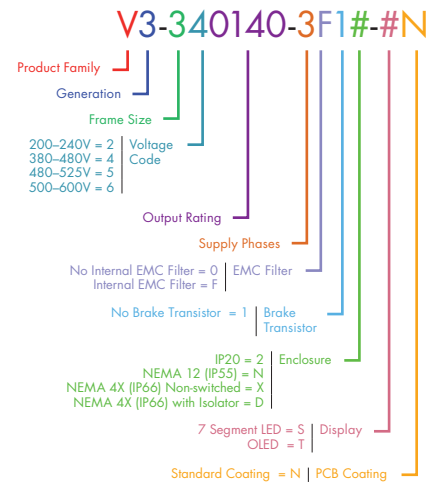 V3-340140-3F1#-#N
Product Family
Generation
Frame Size
200–240V = 2 Voltage
380–480V = 4 Code
480–525V = 5
500–600V = 6
Output Rating
Supply Phases
No Internal EMC Filter = 0 EMC Filter
Internal EMC Filter = F
No Brake Transistor = 1 Brake
Transistor
IP20 = 2 Enclosure
NEMA 12 (IP55) = N
NEMA 4X (IP66) Non-switched = X
NEMA 4X (IP66) with Isolator = D
7 Segment LED = S Display
OLED = T
Standard Coating = N PCB Coating